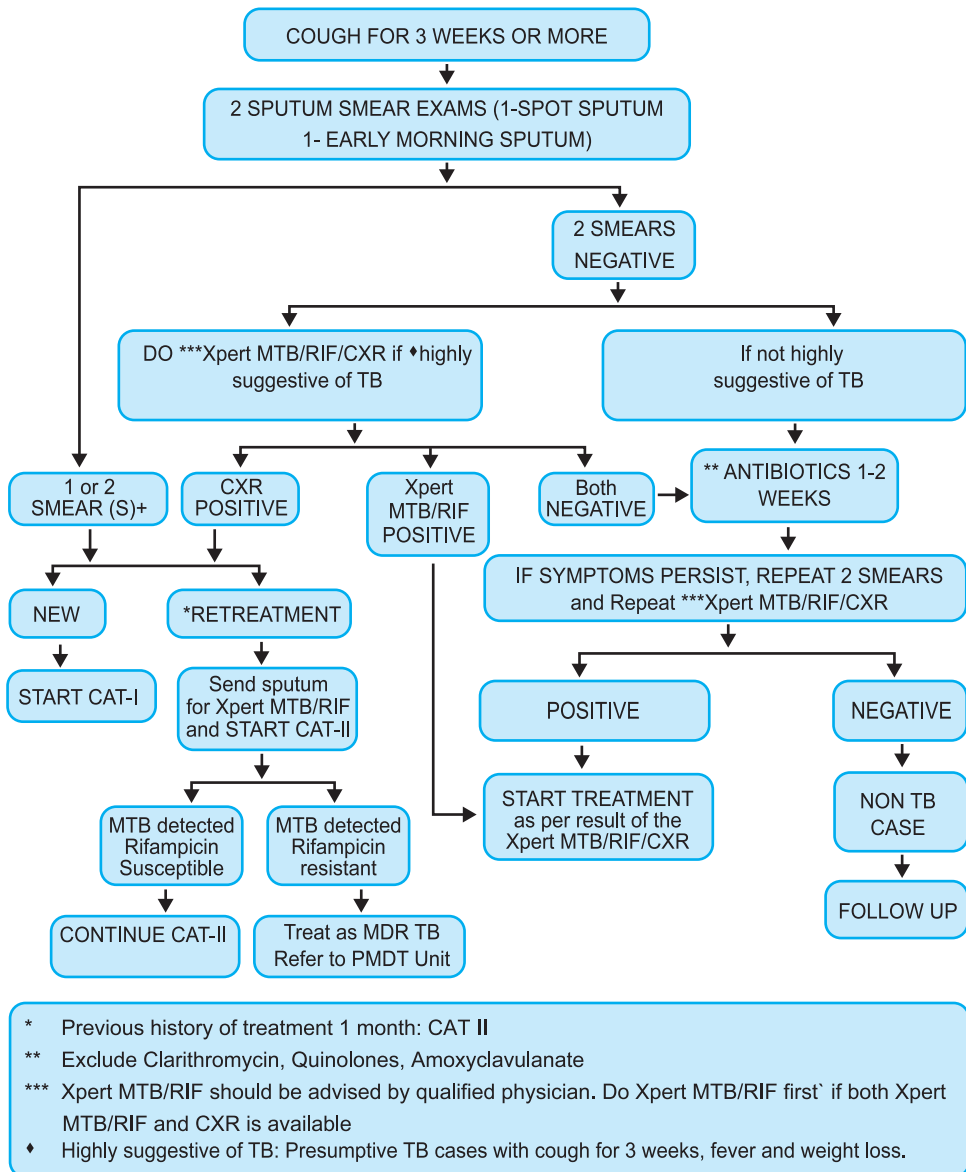 COUGH FOR 3 WEEKS OR MORE
2 SPUTUM SMEAR EXAMS (1-SPOT SPUTUM
1- EARLY MORNING SPUTUM)
2 SMEARS
NEGATIVE
DO ***Xpert MTB/RIF/CXR if ♦highly
suggestive of TB
If not highly
suggestive of TB
1 or 2
SMEAR (S)+
CXR
POSITIVE
Xpert
MTB/RIF
POSITIVE
Both
NEGATIVE
** ANTIBIOTICS 1-2
WEEKS
IF SYMPTOMS PERSIST, REPEAT 2 SMEARS
and Repeat ***Xpert MTB/RIF/CXR
NEW
*RETREATMENT
START CAT-I
Send sputum
for Xpert MTB/RIF
and START CAT-II
POSITIVE
NEGATIVE
MTB detected
Rifampicin
Susceptible
MTB detected
Rifampicin
resistant
START TREATMENT
as per result of the
Xpert MTB/RIF/CXR
NON TB
CASE
CONTINUE CAT-II
Treat as MDR TB
Refer to PMDT Unit
FOLLOW UP
* Previous history of treatment 1 month: CAT II
** Exclude Clarithromycin, Quinolones, Amoxyclavulanate
*** Xpert MTB/RIF should be advised by qualified physician. Do Xpert MTB/RIF first` if both Xpert
MTB/RIF and CXR is available
♦ Highly suggestive of TB: Presumptive TB cases with cough for 3 weeks, fever and weight loss.